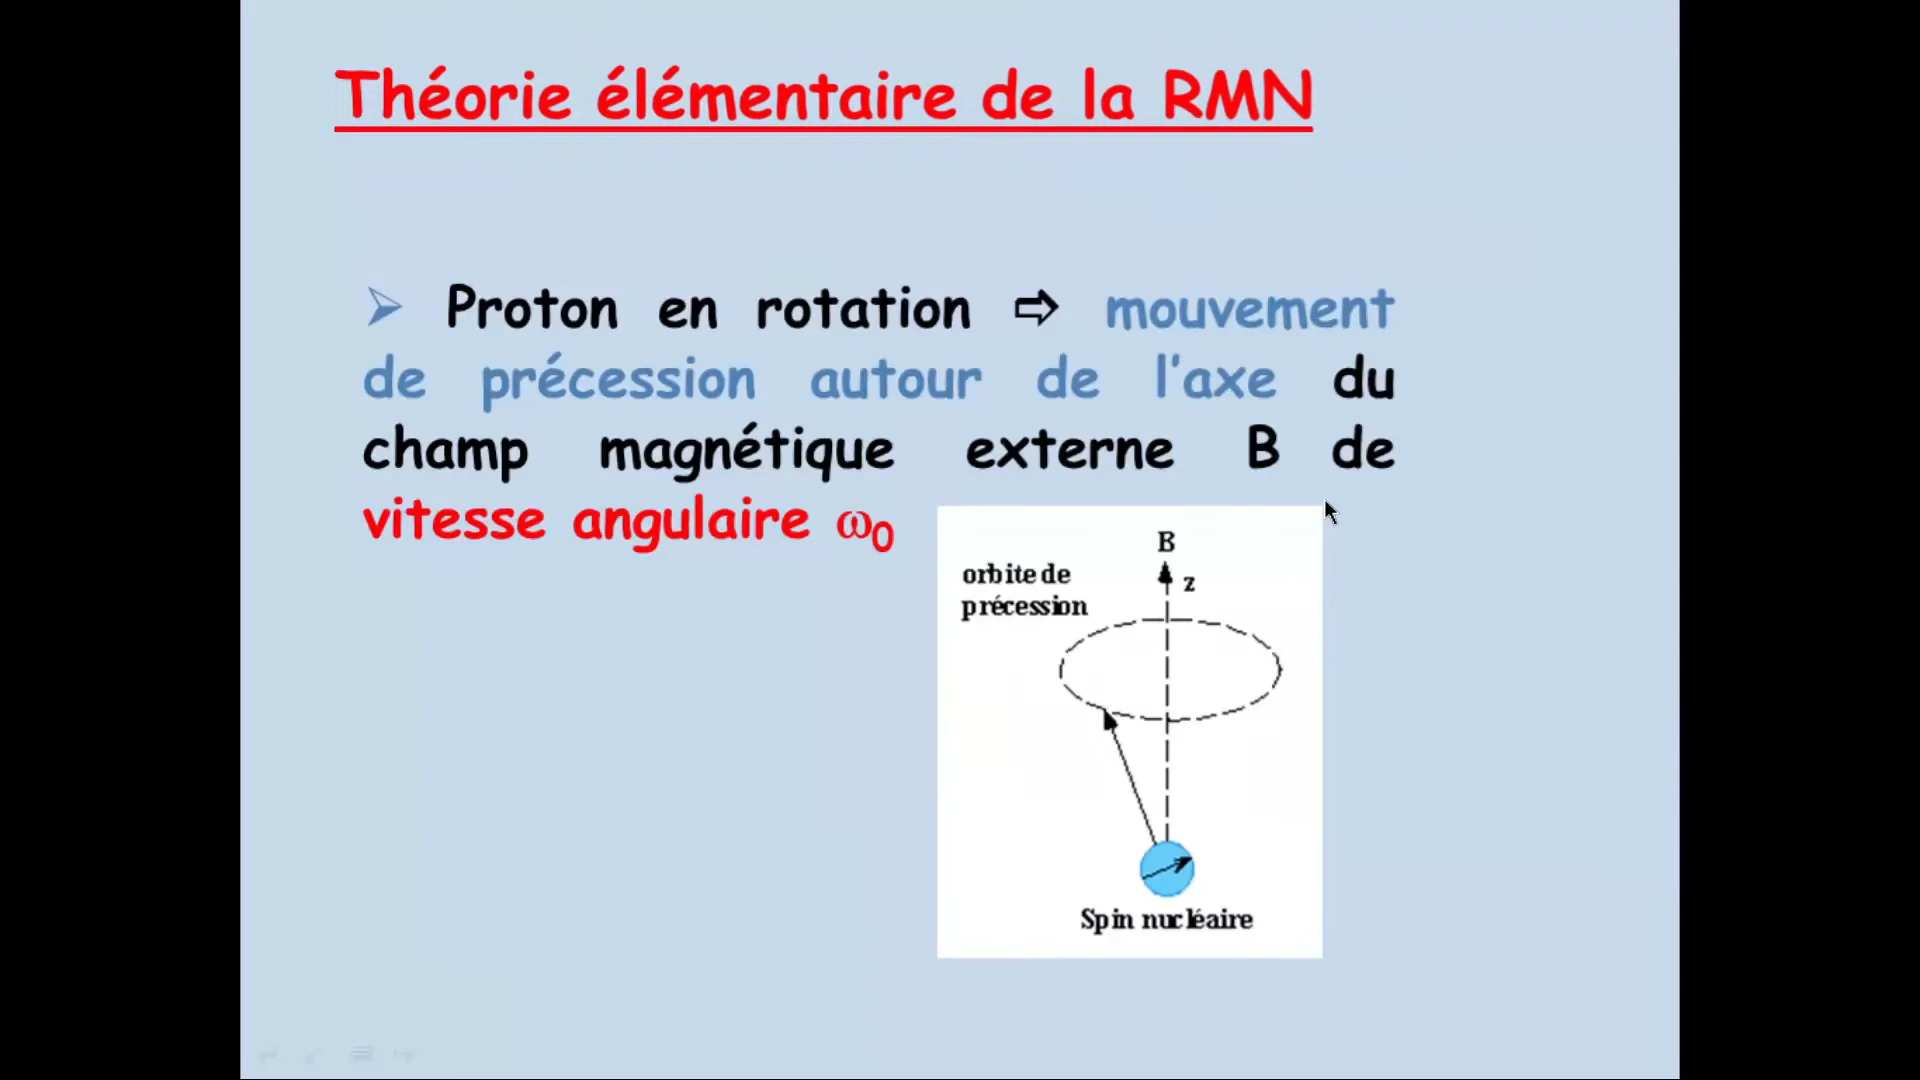 Théorie élémentaire de la RMN
Proton en rotation ⇨ mouvement
de précession autour de l’axe du
champ magnétique externe B de
vitesse angulaire ω₀
B
z
orbite de
précession
Spin nucléaire